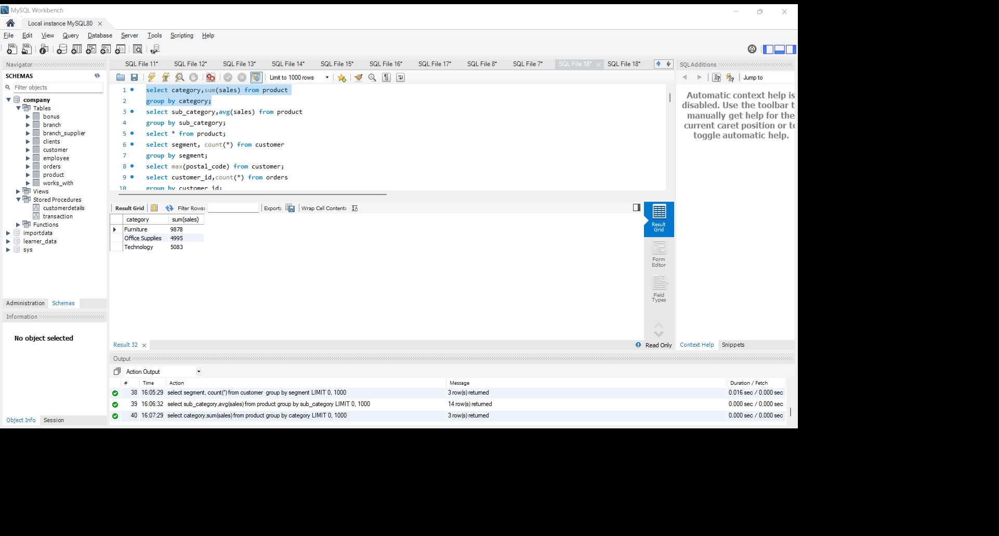 MySQL Workbench
Local instance MySQL80
File Edit View Query Database Server Tools Scripting Help
Navigator
SCHEMAS
Filter objects
company
Tables
bonus
branch
branch_supplier
clients
customer
employee
orders
product
works_with
Views
Stored Procedures
customerdetails
transaction
Functions
importdata
learner_data
sys
Administration Schemas
Information
No object selected
Object Info Session
SQL File 11* SQL File 12* SQL File 13* SQL File 14* SQL File 15* SQL File 16* SQL File 17* SQL File 8* SQL File 7* SQL File 18* SQL File 18*
Limit to 1000 rows
1 select category,sum(sales) from product
2 group by category;
3 select sub_category,avg(sales) from product
4 group by sub_category;
5 select * from product;
6 select segment, count(*) from customer
7 group by segment;
8 select max(postal_code) from customer;
9 select customer_id,count(*) from orders
10 group by customer_id;
Result Grid Filter Rows: Export: Wrap Cell Content:
category sum(sales)
Furniture 9878
Office Supplies 4995
Technology 5083
Result Grid
Form Editor
Field Types
Result 32 Read Only
SQLAdditions
Jump to
Automatic context help is
disabled. Use the toolbar t
manually get help for the
current caret position or to
toggle automatic help.
Context Help Snippets
Output
Action Output
# Time Action Message Duration / Fetch
38 16:05:29 select segment, count(*) from customer group by segment LIMIT 0, 1000 3 row(s) returned 0.016 sec / 0.000 sec
39 16:06:32 select sub_category,avg(sales) from product group by sub_category LIMIT 0, 1000 14 row(s) returned 0.000 sec / 0.000 sec
40 16:07:29 select category,sum(sales) from product group by category LIMIT 0, 1000 3 row(s) returned 0.000 sec / 0.000 sec